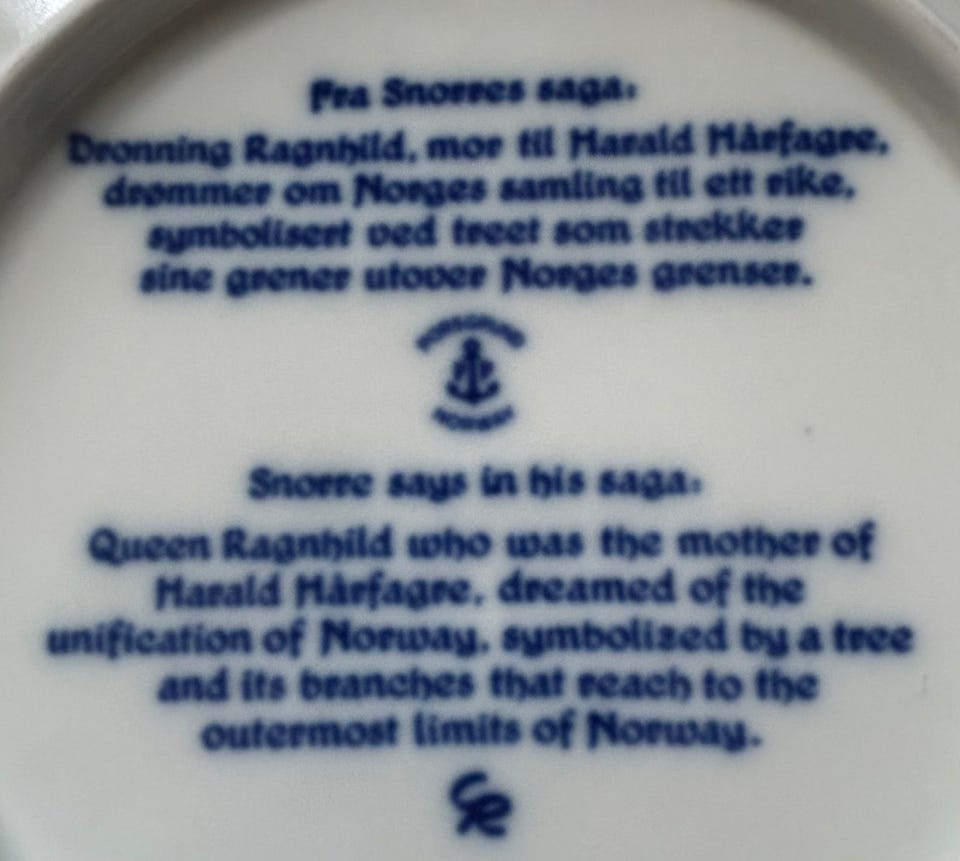 Fra Snorres saga:
Dronning Ragnhild, mor til Harald Hårfagre,
drømmer om Norges samling til ett rike,
symbolisert ved treet som strekker
sine grener utover Norges grenser.
PORSGRUND
NORWAY
Snorre says in his saga:
Queen Ragnhild who was the mother of
Harald Hårfagre, dreamed of the
unification of Norway, symbolized by a tree
and its branches that reach to the
outermost limits of Norway.